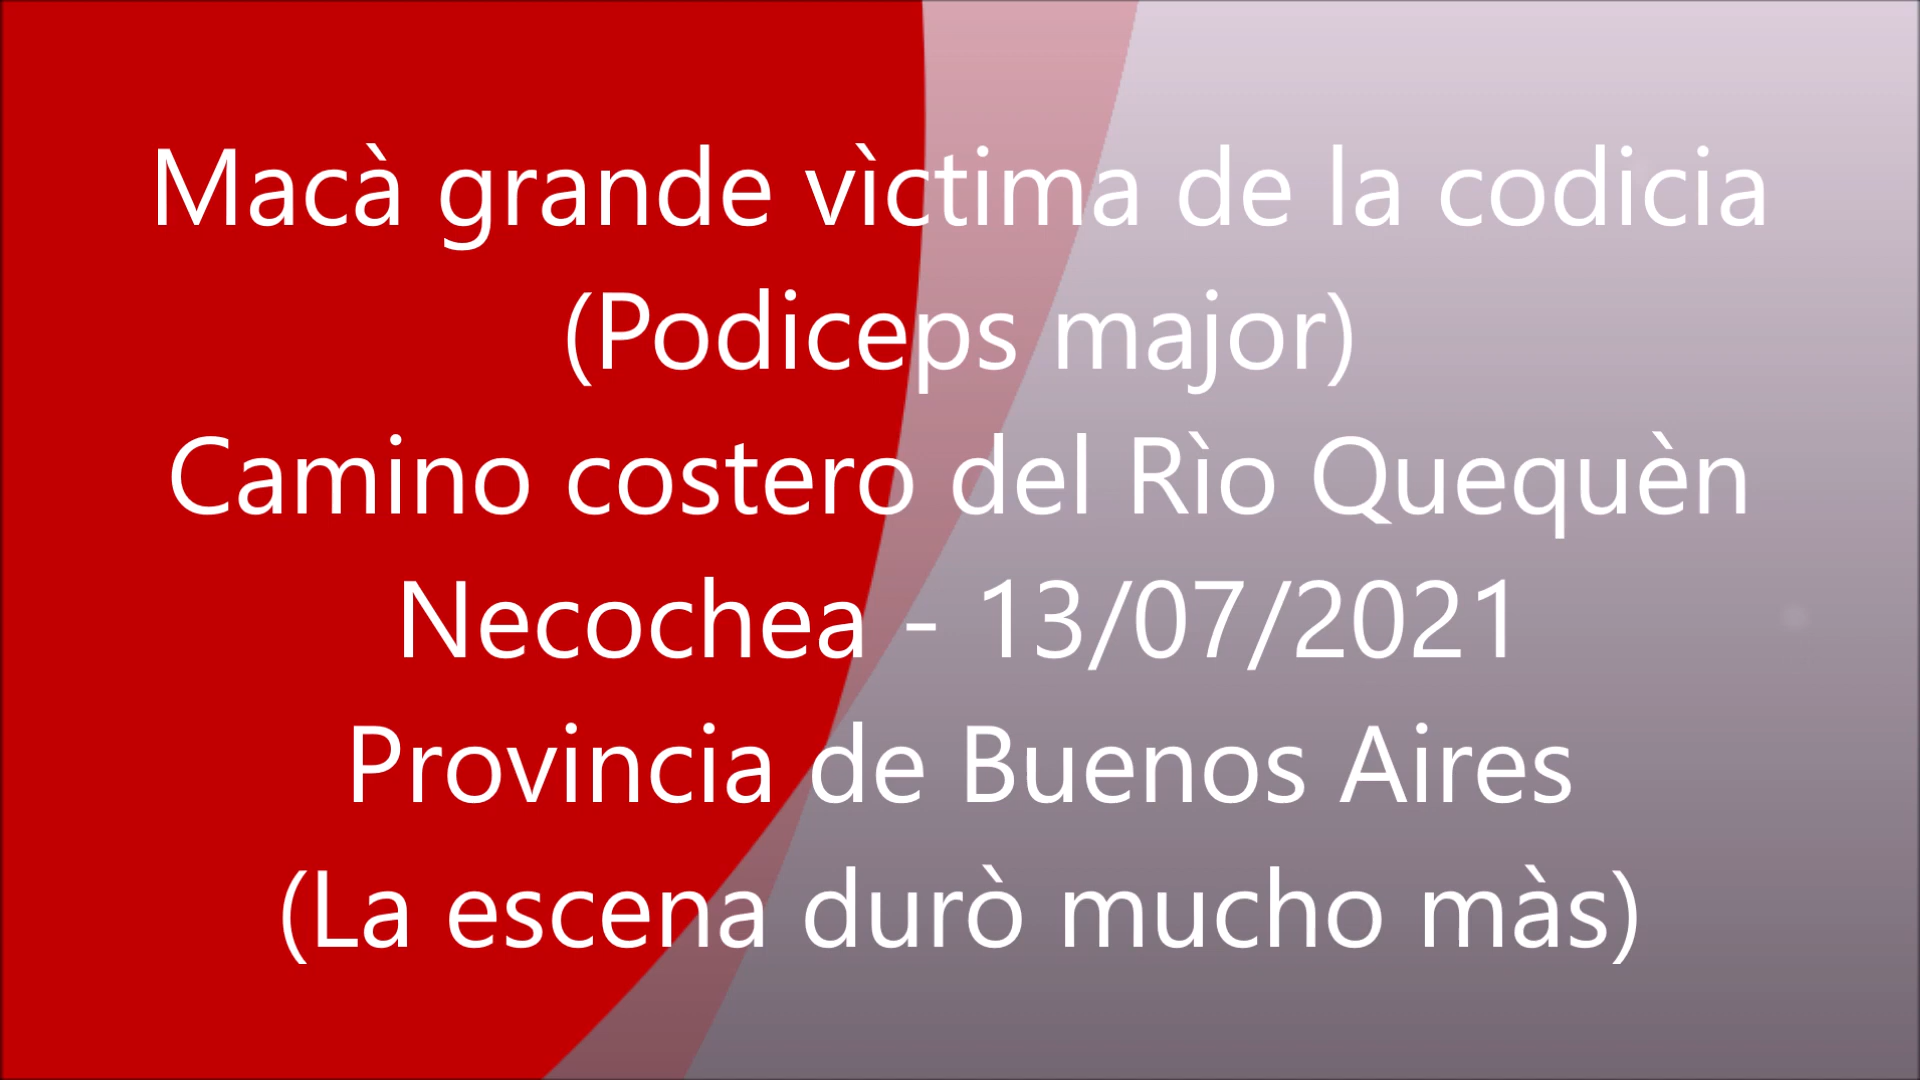 Macà grande vìctima de la codicia
(Podiceps major)
Camino costero del Rìo Quequèn
Necochea - 13/07/2021
Provincia de Buenos Aires
(La escena durò mucho màs)